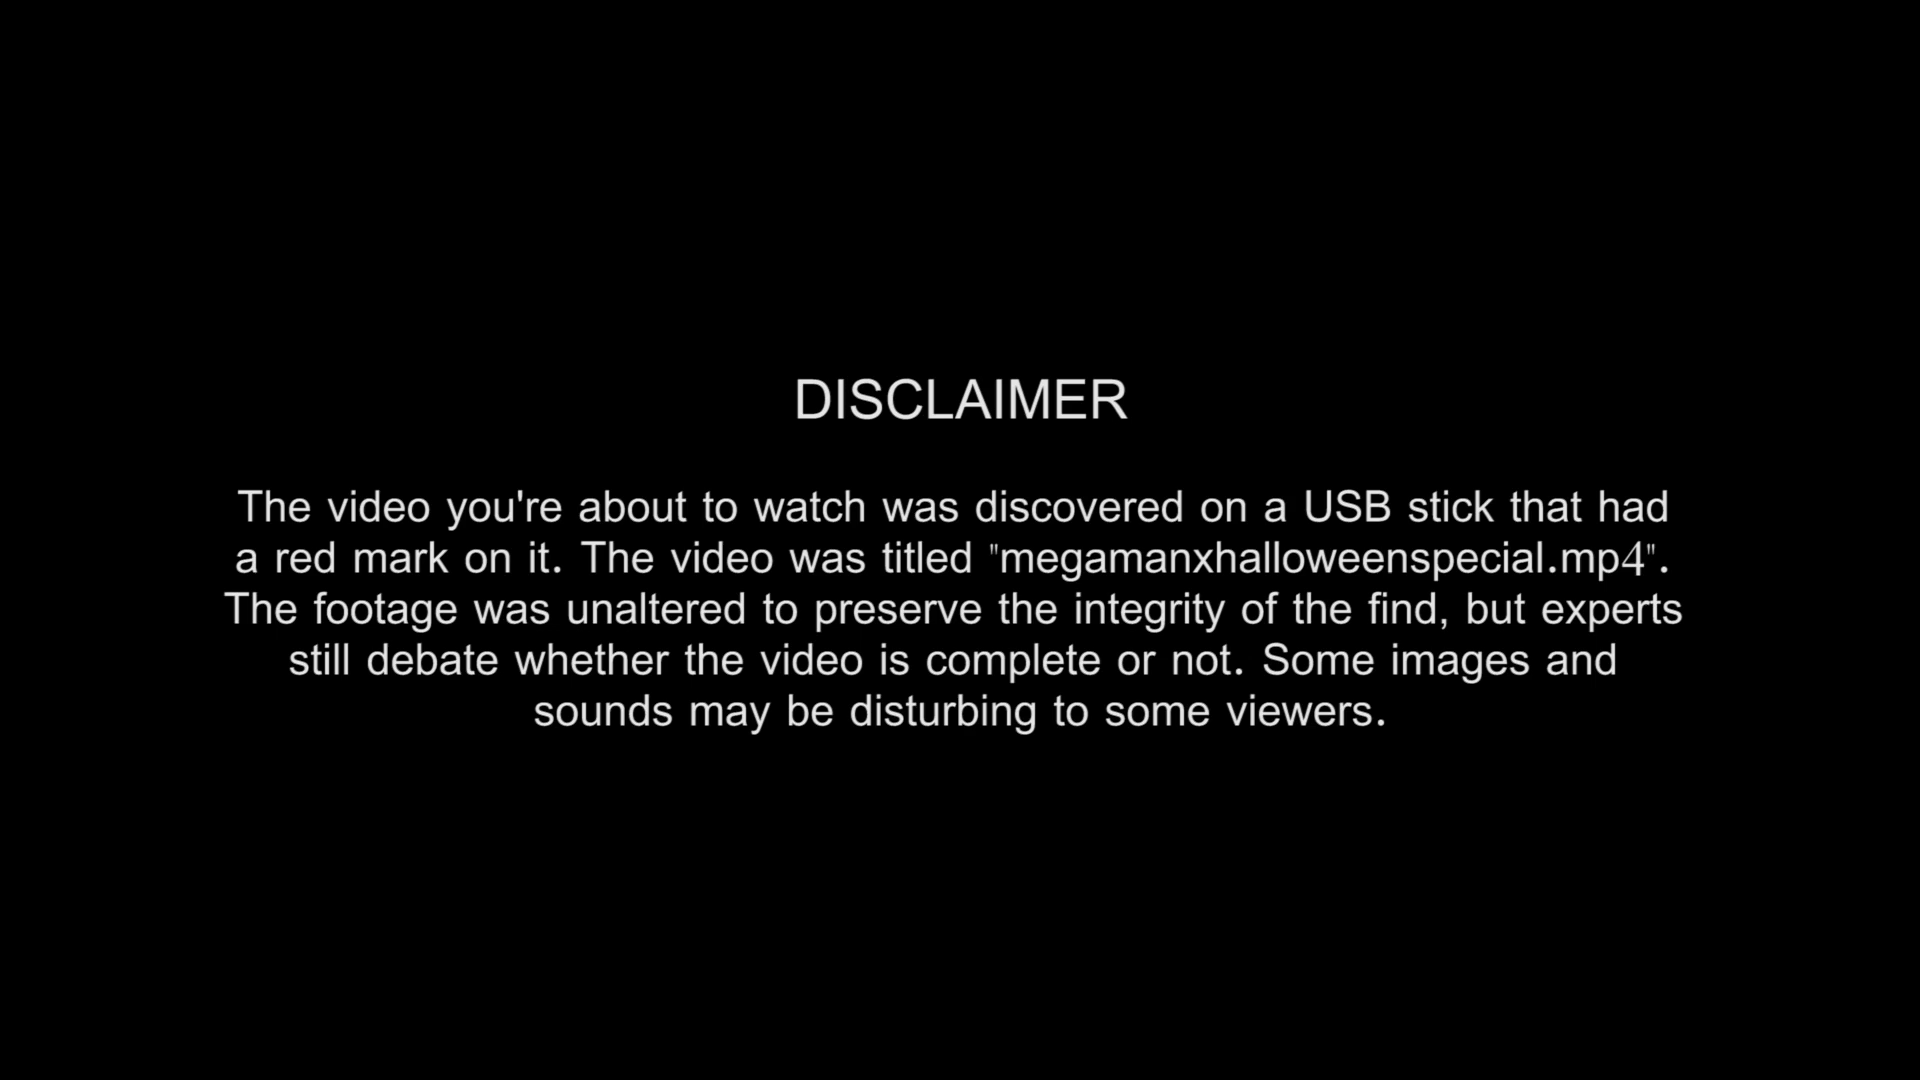 DISCLAIMER
The video you're about to watch was discovered on a USB stick that had
a red mark on it. The video was titled "megamanxhalloweenspecial.mp4".
The footage was unaltered to preserve the integrity of the find, but experts
still debate whether the video is complete or not. Some images and
sounds may be disturbing to some viewers.